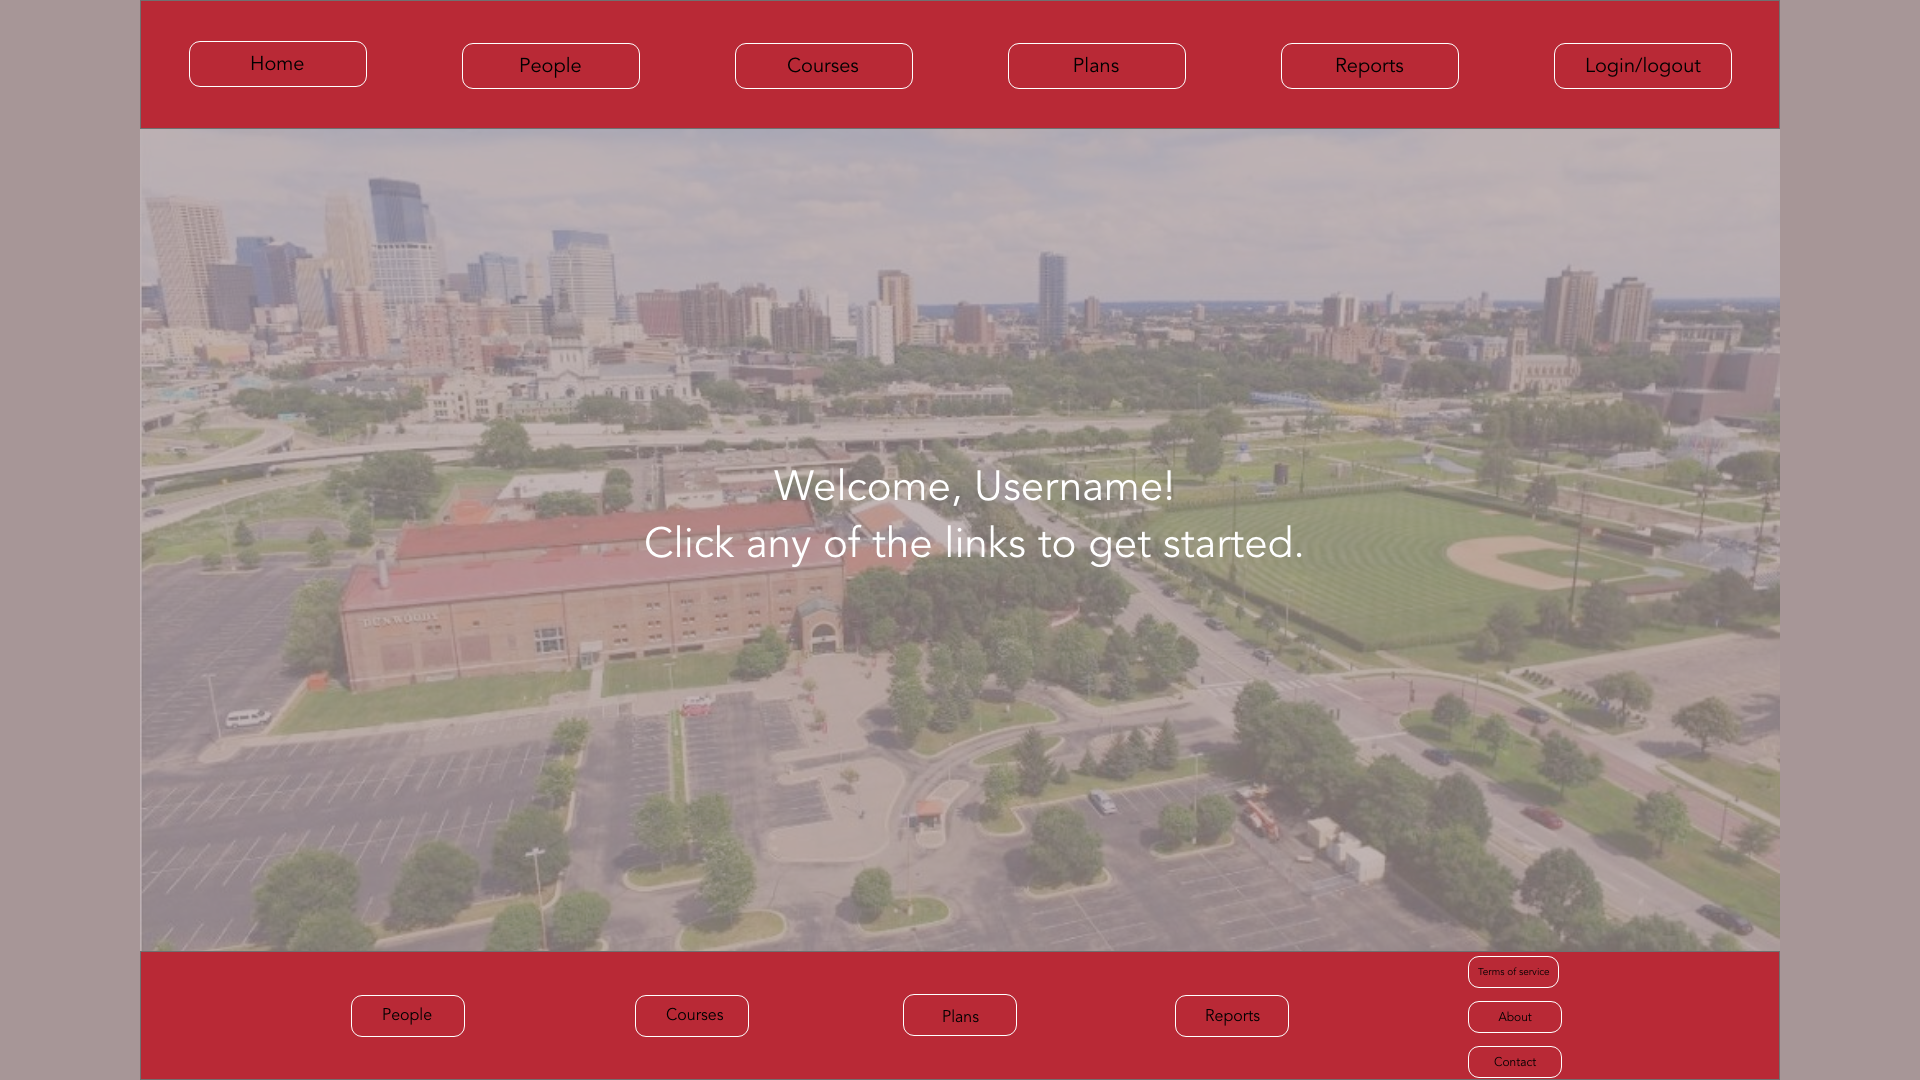 Home
People
Courses
Plans
Reports
Login/logout
Welcome, Username!
Click any of the links to get started.
DUNWOODY
People
Courses
Plans
Reports
Terms of service
About
Contact